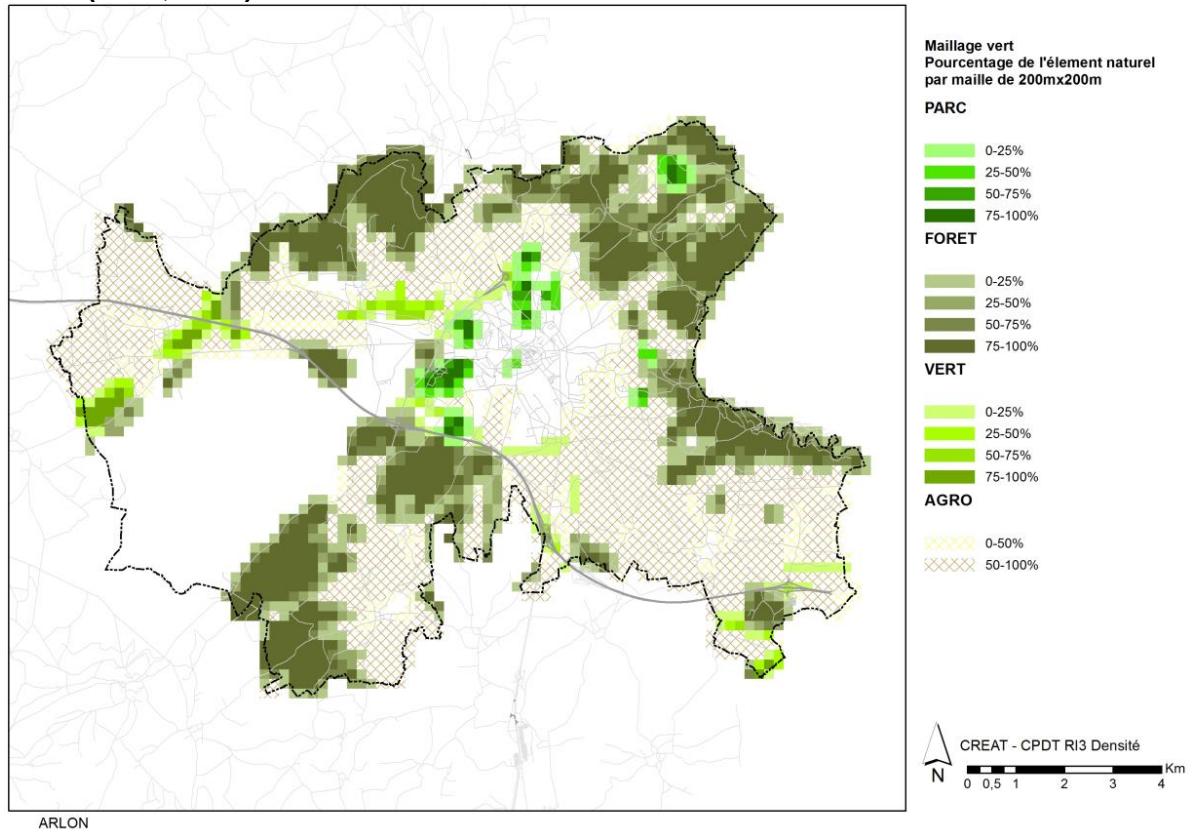 Maillage vert
Pourcentage de l'élement naturel
par maille de 200mx200m
PARC
0-25%
25-50%
50-75%
75-100%
FORET
0-25%
25-50%
50-75%
75-100%
VERT
0-25%
25-50%
50-75%
75-100%
AGRO
0-50%
50-100%
CREAT - CPDT RI3 Densité
N
0 0,5 1 2 3 4 Km
ARLON